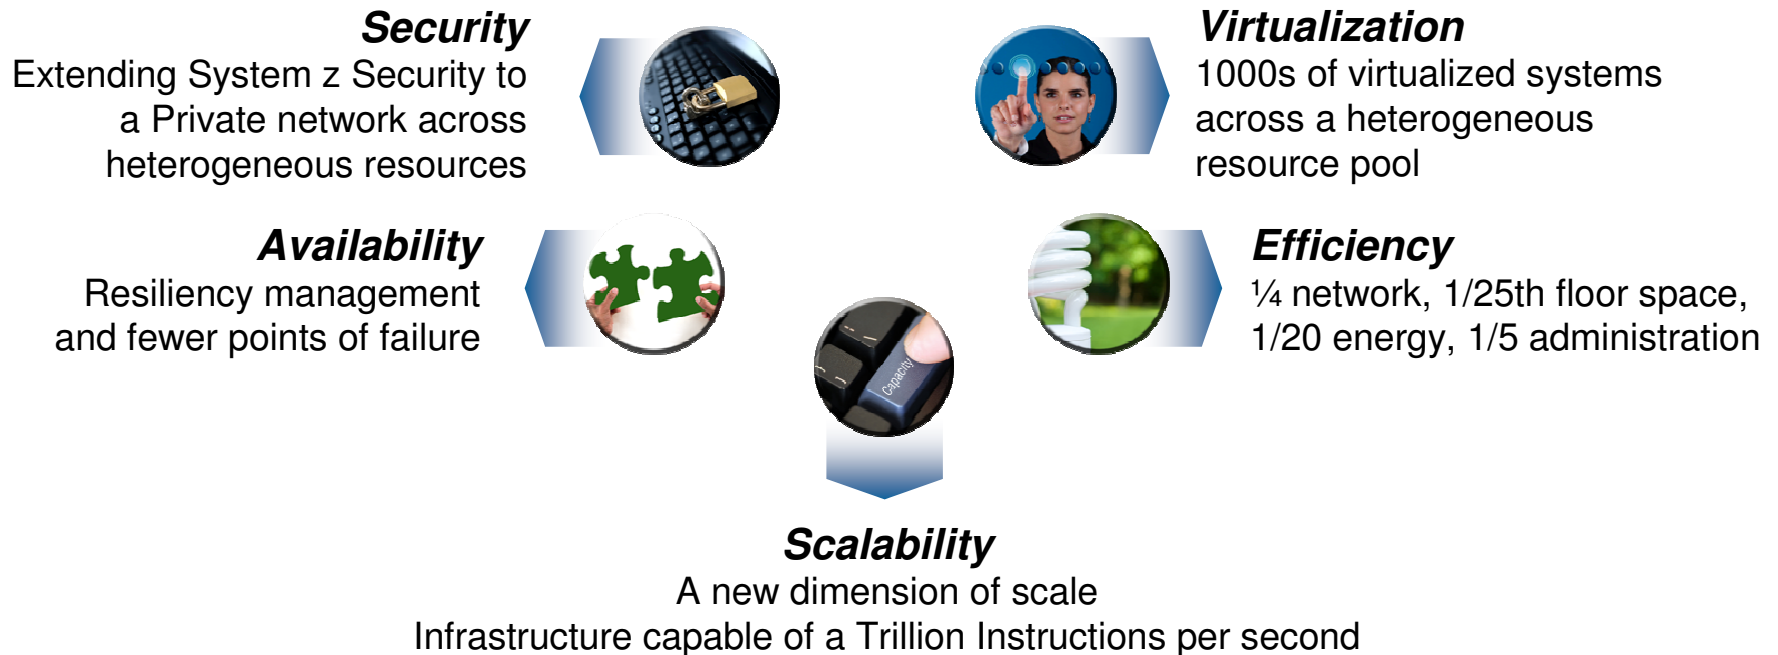 Security
Extending System z Security to
a Private network across
heterogeneous resources
Virtualization
1000s of virtualized systems
across a heterogeneous
resource pool
Availability
Resiliency management
and fewer points of failure
Efficiency
¼ network, 1/25th floor space,
1/20 energy, 1/5 administration
Capacity
Scalability
A new dimension of scale
Infrastructure capable of a Trillion Instructions per second